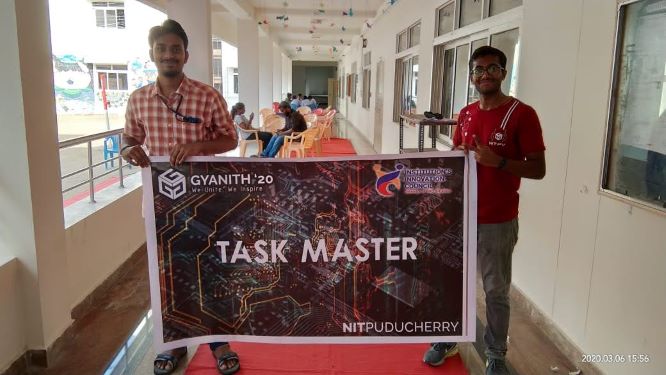 GYANITH.'20
We Unite We Inspire
INSTITUTION'S
INNOVATION
COUNCIL
TASK MASTER
NITPUDUCHERRY
2020.03.06 15:56